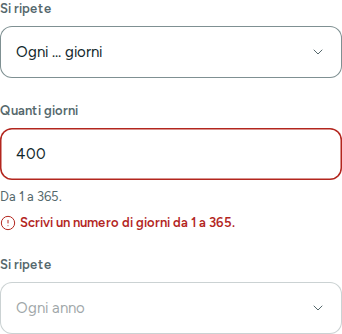 Si ripete
Ogni ... giorni
Quanti giorni
400
Da 1 a 365.
Scrivi un numero di giorni da 1 a 365.
Si ripete
Ogni anno